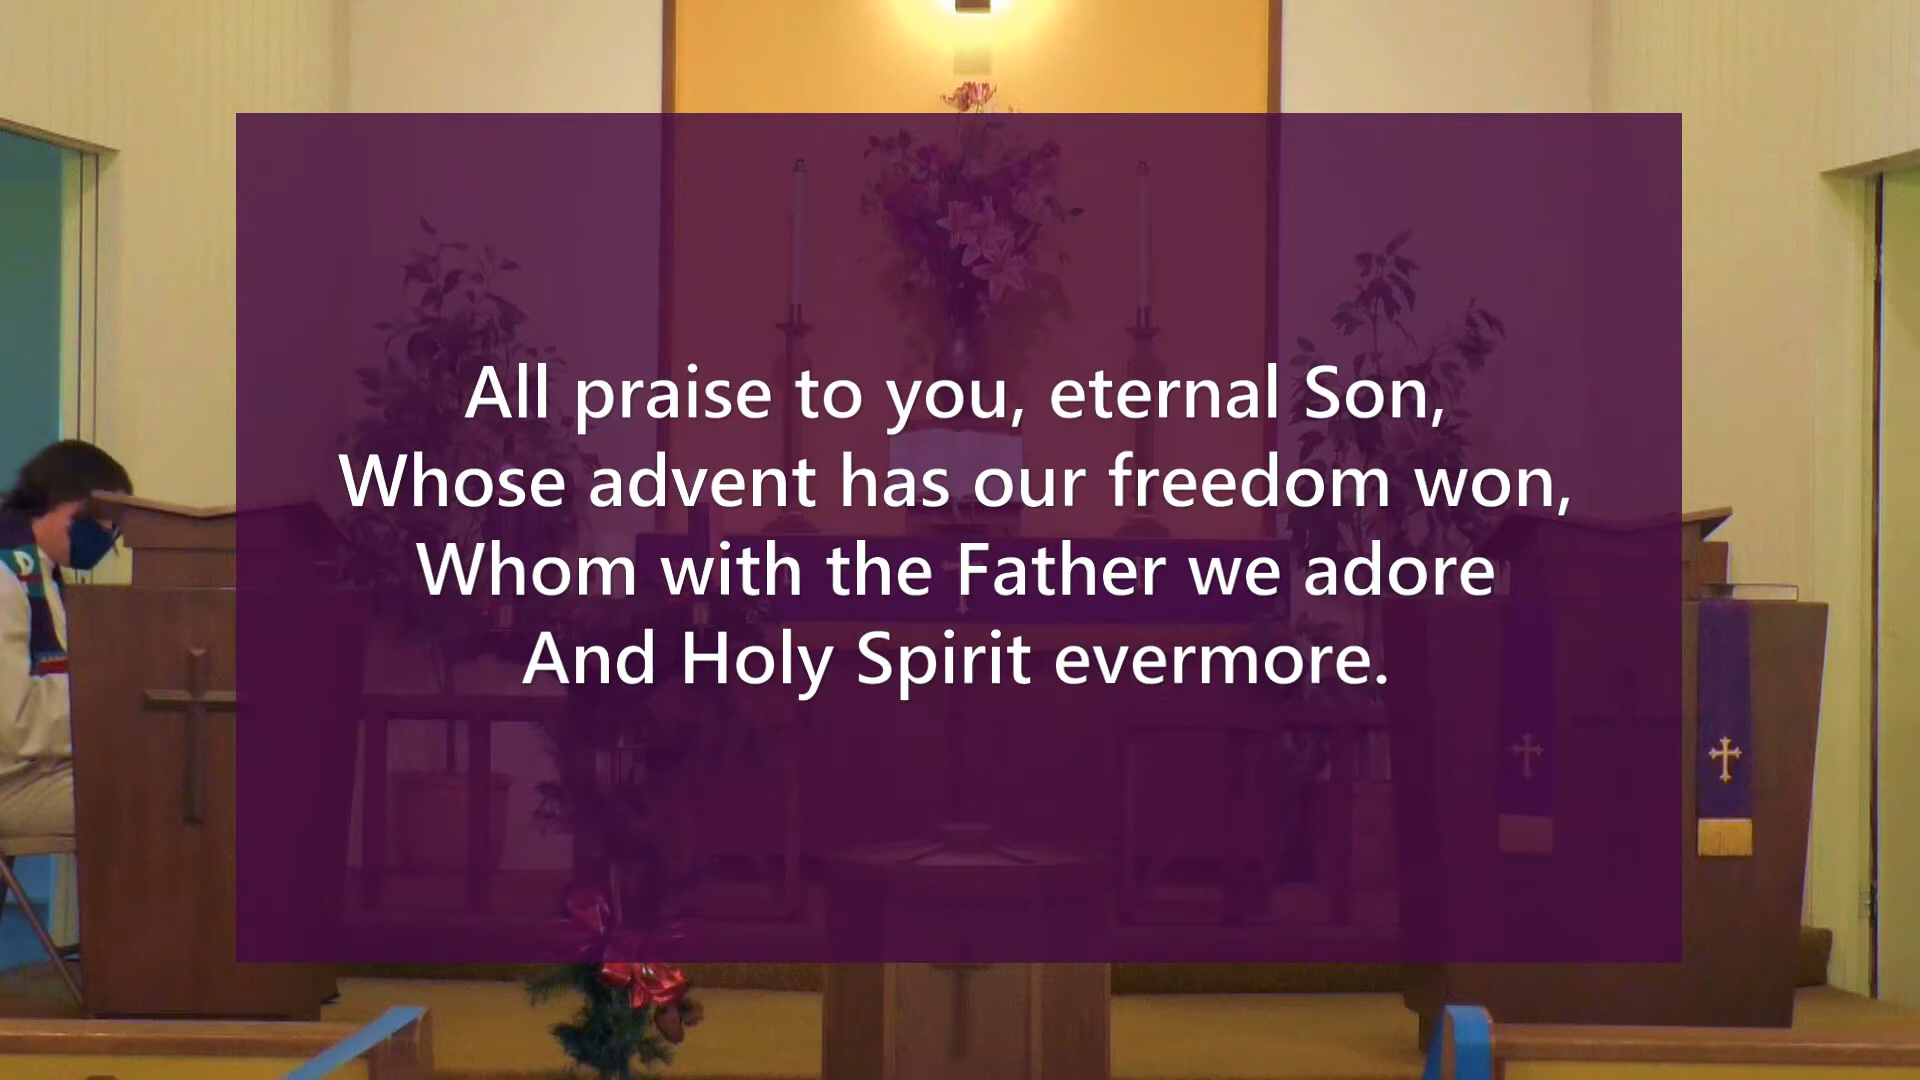 All praise to you, eternal Son,
Whose advent has our freedom won,
Whom with the Father we adore
And Holy Spirit evermore.